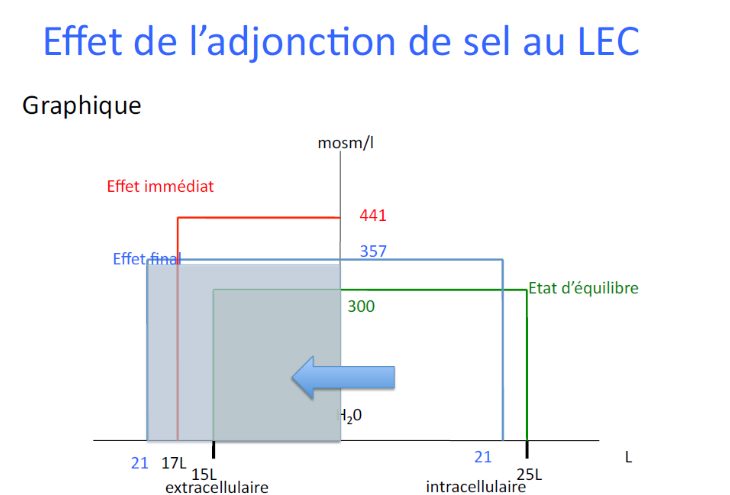 Effet de l’adjonction de sel au LEC
Graphique
mosm/l
Effet immédiat
441
357
Effet final
Etat d’équilibre
300
H₂0
21 17L 21 L
15L 25L
extracellulaire intracellulaire